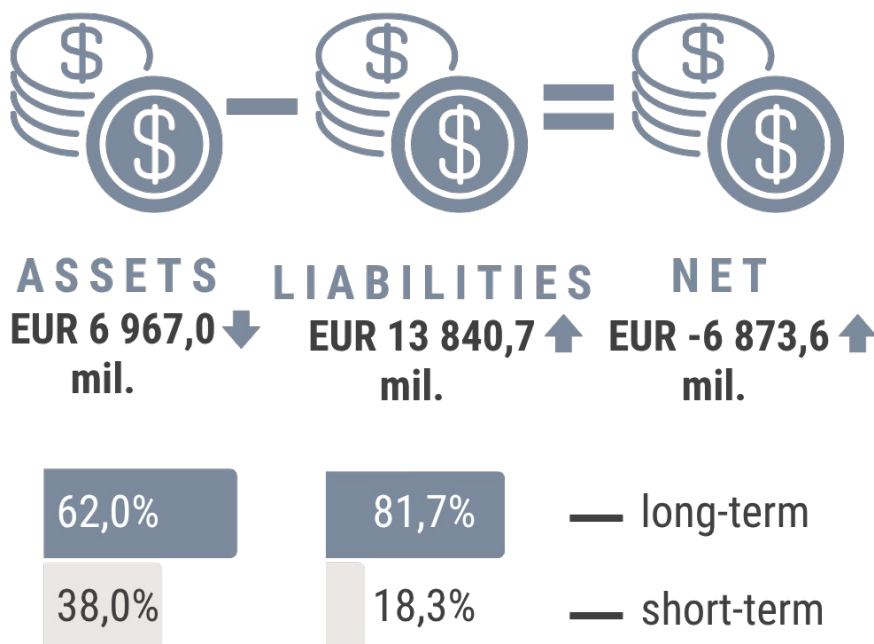 ASSETS
EUR 6 967,0
mil.
LIABILITIES
EUR 13 840,7
mil.
NET
EUR -6 873,6
mil.
62,0%
81,7%
long-term
38,0%
18,3%
short-term